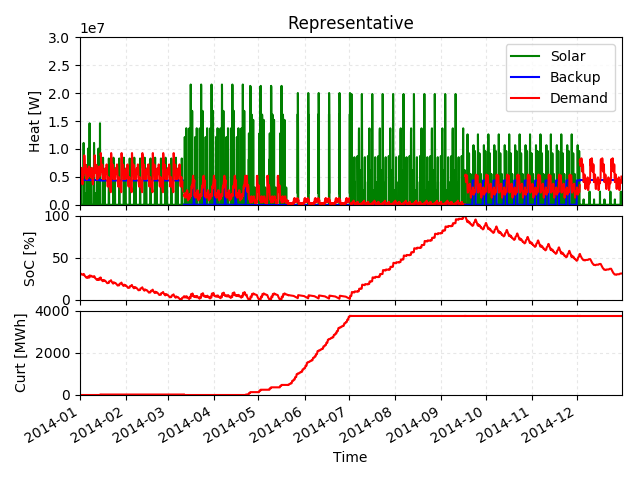 Representative
1e7
3.0
2.5
2.0
1.5
1.0
0.5
0.0
Heat [W]
Solar
Backup
Demand
100
50
0
SoC [%]
4000
2000
0
Curt [MWh]
2014-01
2014-02
2014-03
2014-04
2014-05
2014-06
2014-07
2014-08
2014-09
2014-10
2014-11
2014-12
Time